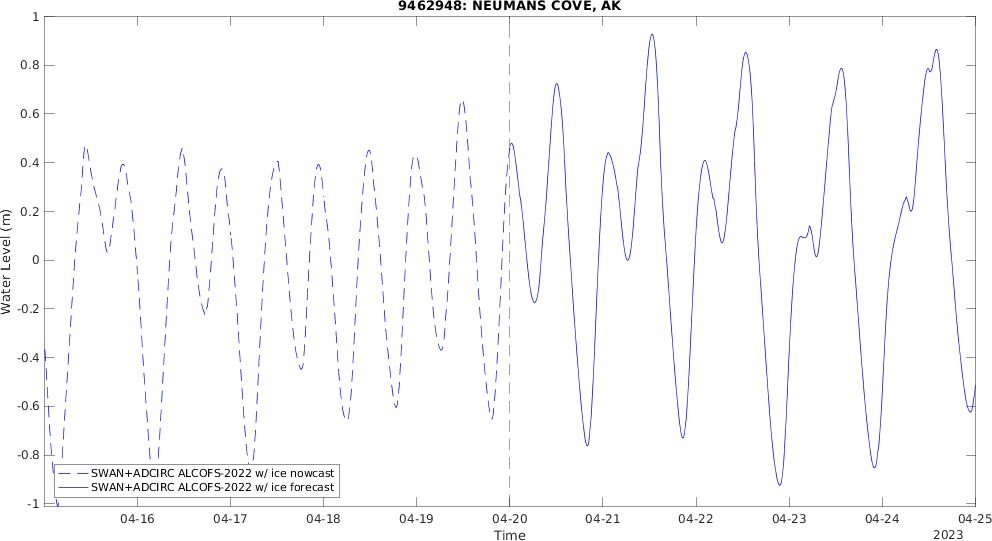 9462948: NEUMANS COVE, AK
Water Level (m)
1
0.8
0.6
0.4
0.2
0
-0.2
-0.4
-0.6
-0.8
-1
SWAN+ADCIRC ALCOFS-2022 w/ ice nowcast
SWAN+ADCIRC ALCOFS-2022 w/ ice forecast
04-16 04-17 04-18 04-19 04-20 04-21 04-22 04-23 04-24 04-25
Time
2023